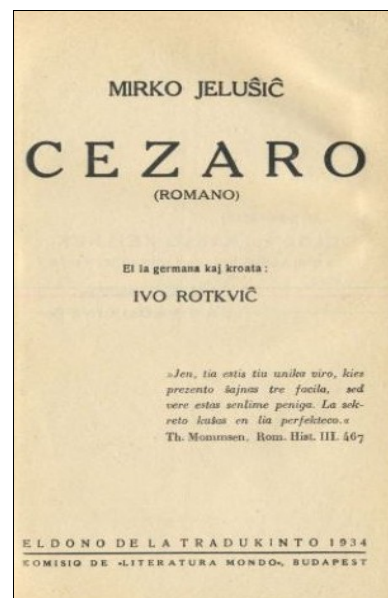 MIRKO JELUŜIĈ
CEZARO
(ROMANO)
El la germana kaj kroata:
IVO ROTKVIĈ
»Jen, tia estis tiu unika viro, kies
prezento ŝajnas tre facila, sed
vere estas senlime peniga. La sek-
reto kuŝas en lia perfekteco.«
Th. Mommsen, Rom. Hist. III. 467
ELDONO DE LA TRADUKINTO 1934
KOMISIO DE »LITERATURA MONDO«, BUDAPEST